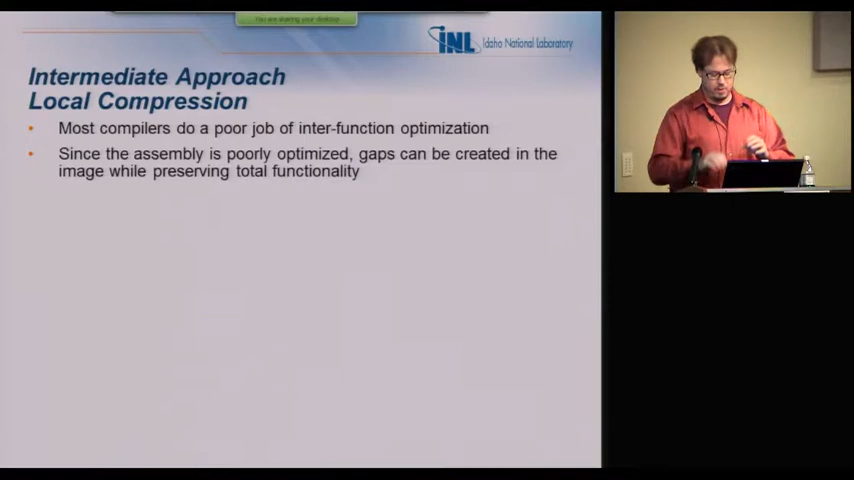 You are sharing your desktop
INL Idaho National Laboratory
Intermediate Approach
Local Compression
• Most compilers do a poor job of inter-function optimization
• Since the assembly is poorly optimized, gaps can be created in the
image while preserving total functionality